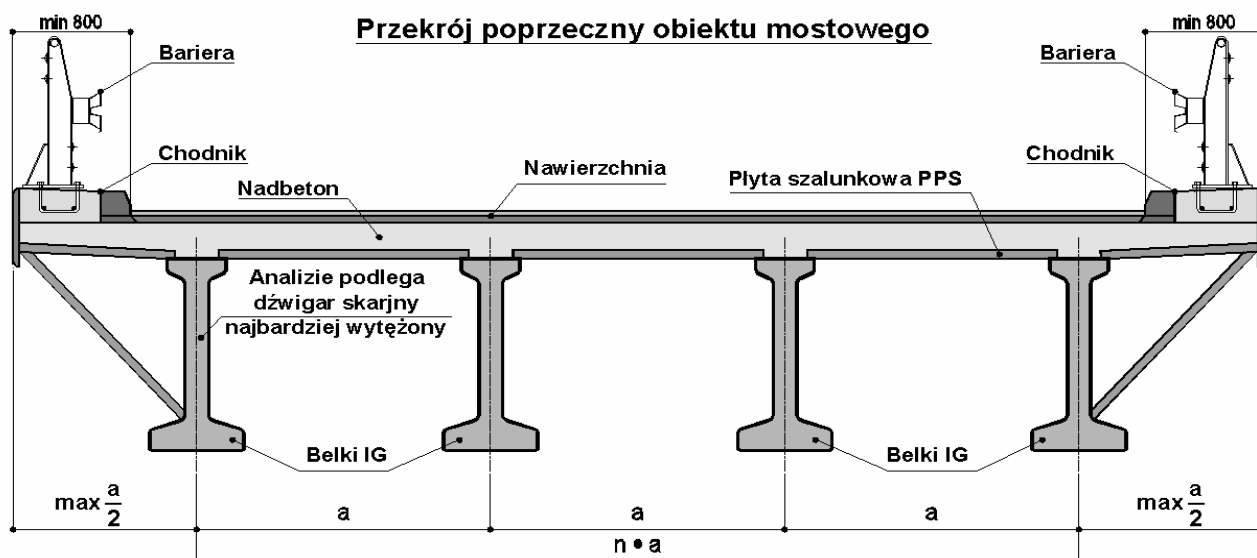 min 800
Przekrój poprzeczny obiektu mostowego
min 800
Bariera
Bariera
Chodnik
Chodnik
Nawierzchnia
Płyta szalunkowa PPS
Nadbeton
Analizie podlega
dźwigar skarjny
najbardziej wytężony
Belki IG
Belki IG
max a/2
a
a
a
max a/2
n • a